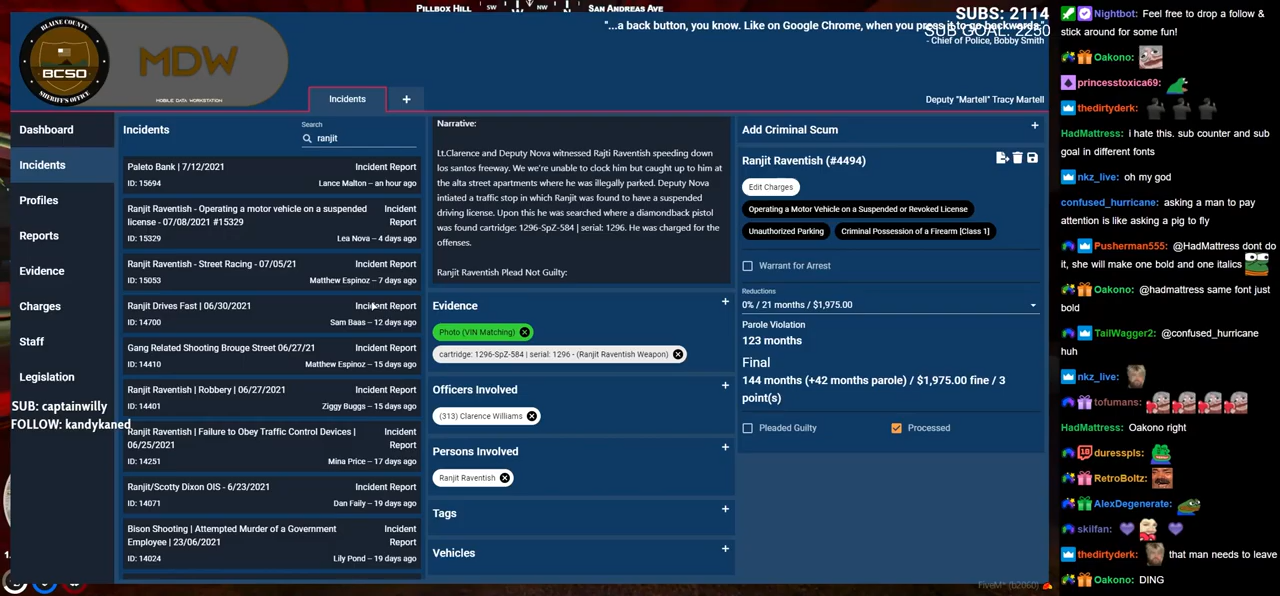 PILLBOX HILL
SW
NW
SAN ANDREAS AVE
SUBS: 2114
SUB GOAL: 2250
"...a back button, you know. Like on Google Chrome, when you press it to go backwards."
- Chief of Police, Bobby Smith
BLAINE COUNTY
BCSO
SHERIFF'S OFFICE
MDW
MOBILE DATA WORKSTATION
Incidents
+
Deputy "Martell" Tracy Martell
Dashboard
Incidents
Profiles
Reports
Evidence
Charges
Staff
Legislation
SUB: captainwilly
FOLLOW: kandykaned
Incidents
Search
ranjit
Paleto Bank | 7/12/2021
Incident Report
ID: 15694
Lance Malton – an hour ago
Ranjit Raventish - Operating a motor vehicle on a suspended
license - 07/08/2021 #15329
Incident
Report
ID: 15329
Lea Nova – 4 days ago
Ranjit Raventish - Street Racing - 07/05/21
Incident Report
ID: 15053
Matthew Espinoz – 7 days ago
Ranjit Drives Fast | 06/30/2021
Incident Report
ID: 14700
Sam Baas – 12 days ago
Gang Related Shooting Brouge Street 06/27/21
Incident Report
ID: 14410
Matthew Espinoz – 15 days ago
Ranjit Raventish | Robbery | 06/27/2021
Incident Report
ID: 14401
Ziggy Buggs – 15 days ago
Ranjit Raventish | Failure to Obey Traffic Control Devices |
06/25/2021
Incident
Report
ID: 14251
Mina Price – 17 days ago
Ranjit/Scotty Dixon OIS - 6/23/2021
Incident Report
ID: 14071
Dan Faily – 19 days ago
Bison Shooting | Attempted Murder of a Government
Employee | 23/06/2021
Incident
Report
ID: 14024
Lily Pond – 19 days ago
Narrative:
Lt.Clarence and Deputy Nova witnessed Rajti Raventish speeding down
los santos freeway. We we're unable to clock him but caught up to him at
the alta street apartments where he was illegally parked. Deputy Nova
intiated a traffic stop in which Ranjit was found to have a suspended
driving license. Upon this he was searched where a diamondback pistol
was found cartridge: 1296-SpZ-584 | serial: 1296. He was charged for the
offenses.
Ranjit Raventish Plead Not Guilty:
Evidence
+
Photo (VIN Matching)
cartridge: 1296-SpZ-584 | serial: 1296 - (Ranjit Raventish Weapon)
Officers Involved
+
(313) Clarence Williams
Persons Involved
+
Ranjit Raventish
Tags
+
Vehicles
+
Add Criminal Scum
+
Ranjit Raventish (#4494)
Edit Charges
Operating a Motor Vehicle on a Suspended or Revoked License
Unauthorized Parking
Criminal Possession of a Firearm [Class 1]
Warrant for Arrest
Reductions
0% / 21 months / $1,975.00
Parole Violation
123 months
Final
144 months (+42 months parole) / $1,975.00 fine / 3
point(s)
Pleaded Guilty
Processed
FiveM* (b2060)
Nightbot: Feel free to drop a follow &
stick around for some fun!
Oakono:
princesstoxica69:
thedirtyderk:
HadMattress: i hate this. sub counter and sub
goal in different fonts
nkz_live: oh my god
confused_hurricane: asking a man to pay
attention is like asking a pig to fly
Pusherman555: @HadMattress dont do
it, she will make one bold and one italics
Oakono: @hadmattress same font just
bold
TailWagger2: @confused_hurricane
huh
nkz_live:
tofumans:
HadMattress: Oakono right
duresspls:
RetroBoltz:
AlexDegenerate:
skilfan:
thedirtyderk: that man needs to leave
Oakono: DING